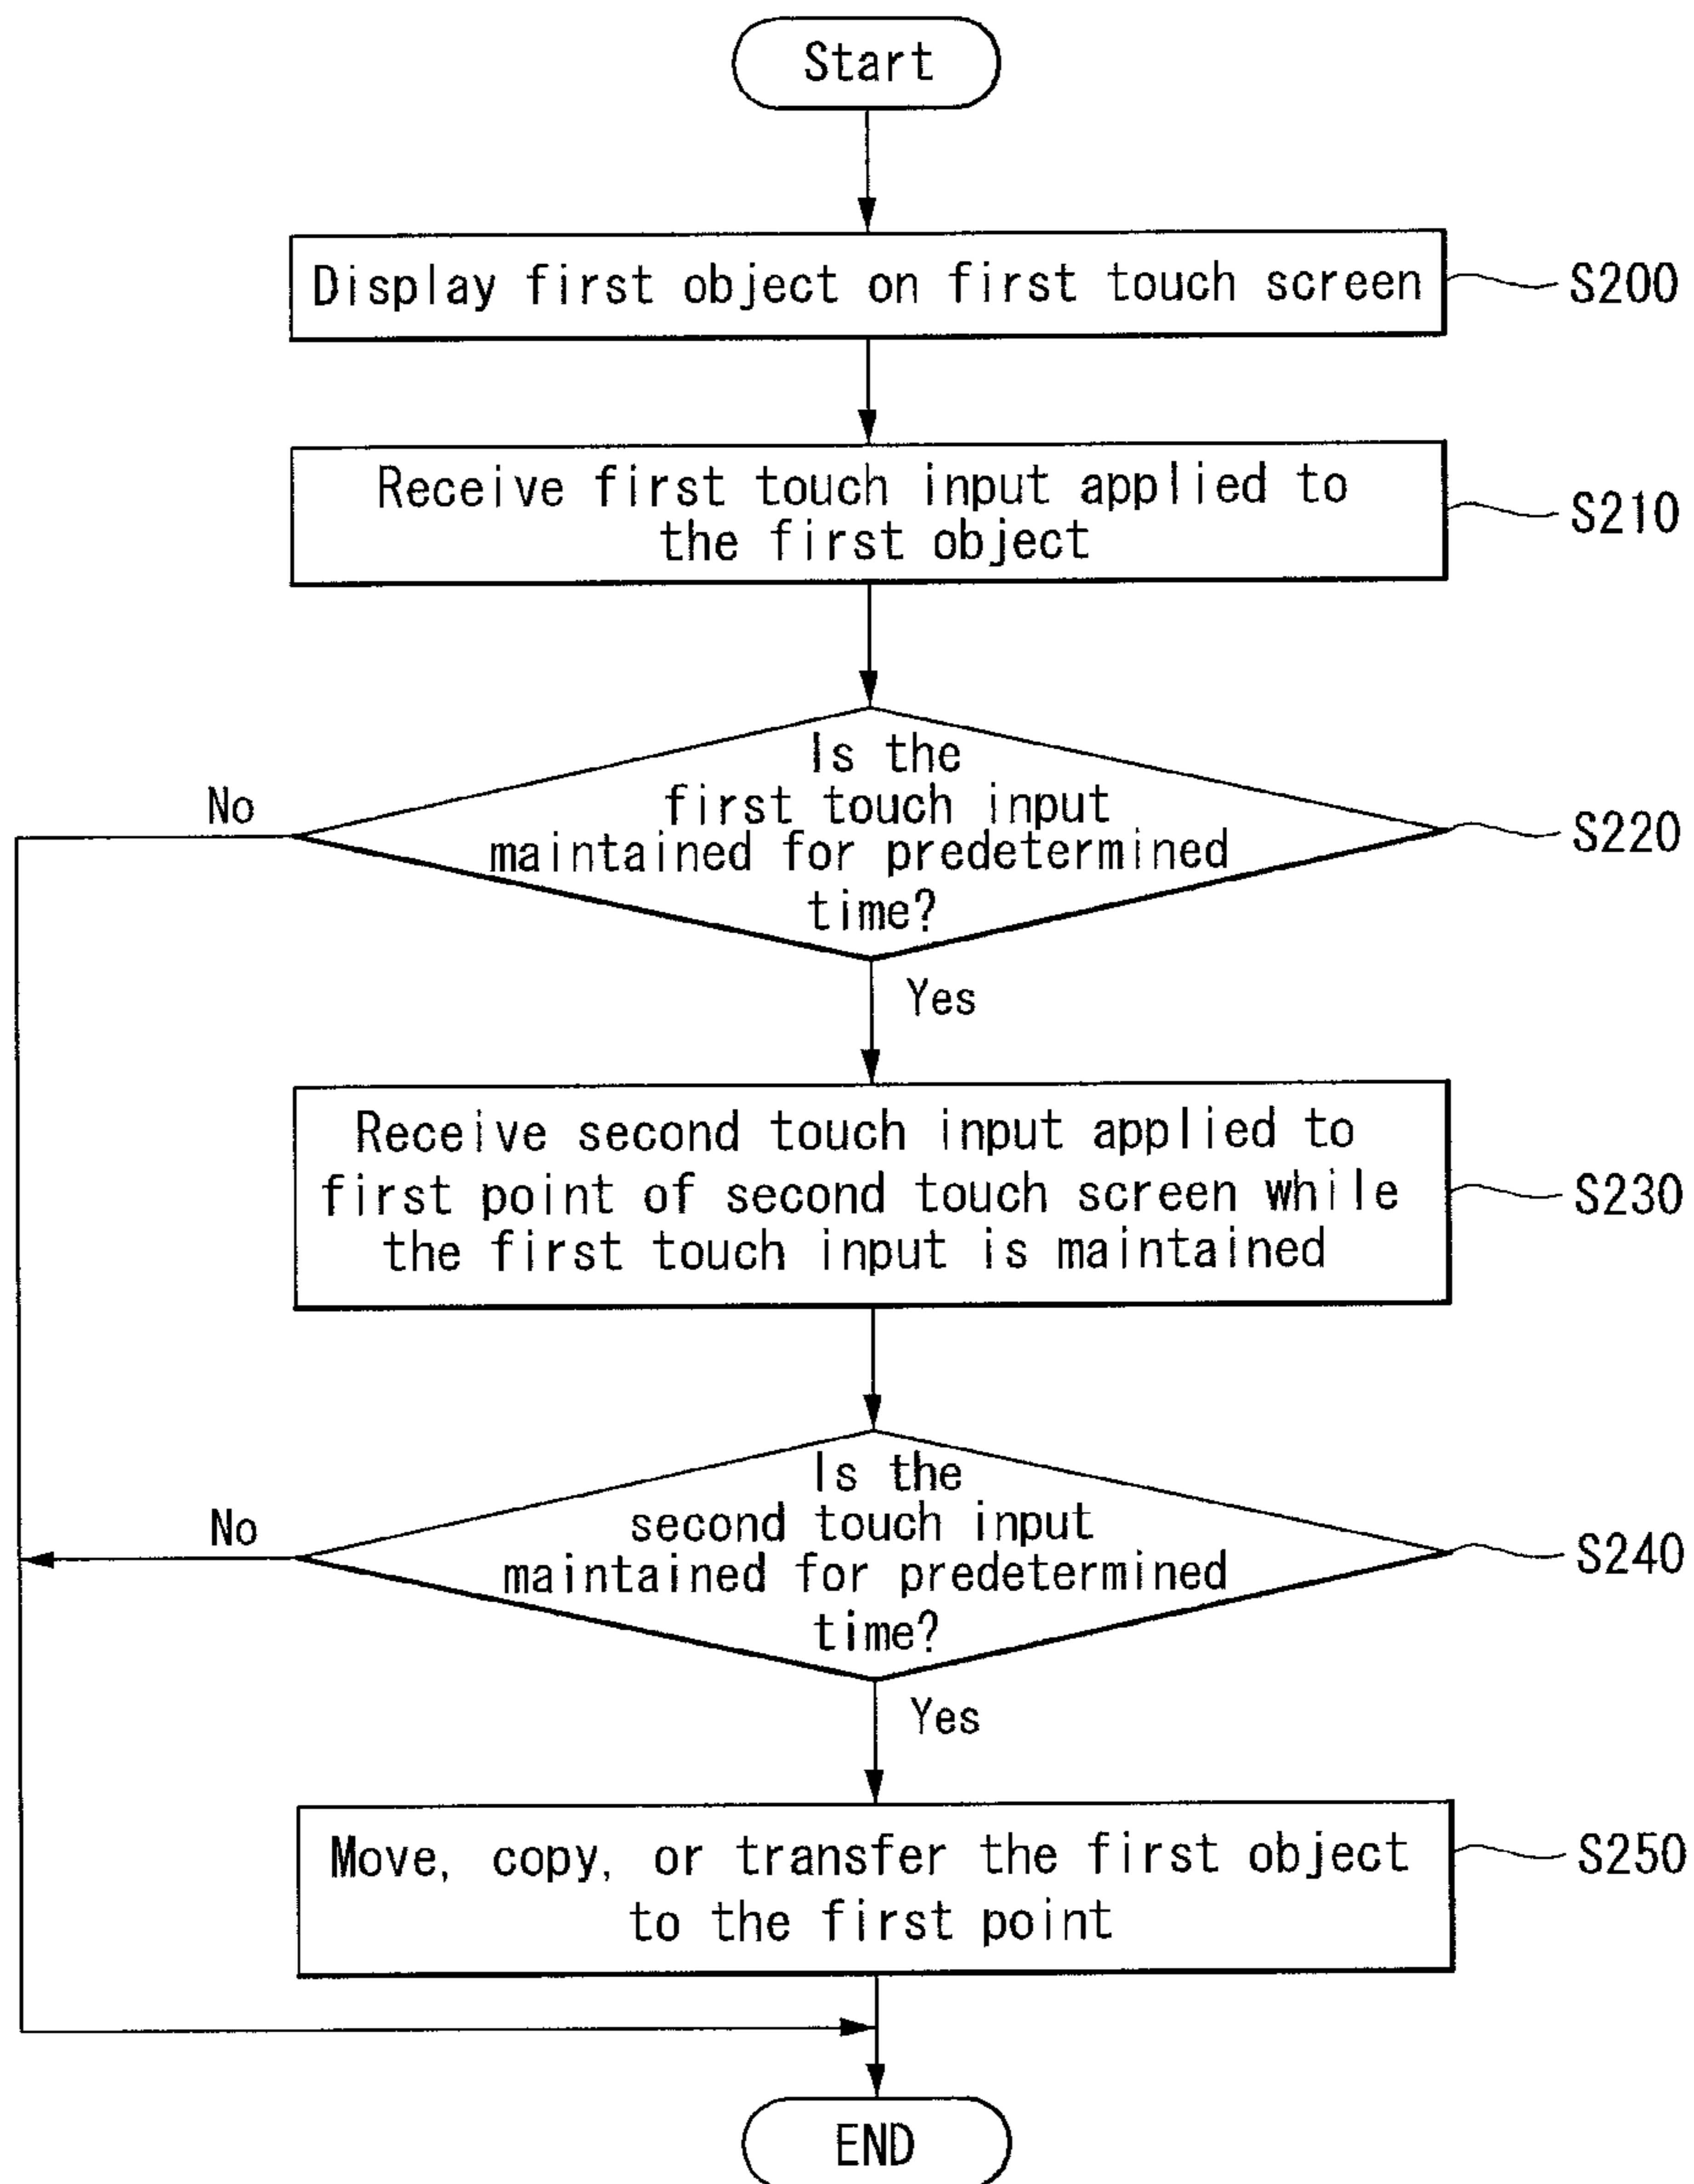 Start
Display first object on first touch screen
S200
Receive first touch input applied to
the first object
S210
Is the
first touch input
maintained for predetermined
time?
S220
No
Yes
Receive second touch input applied to
first point of second touch screen while
the first touch input is maintained
S230
Is the
second touch input
maintained for predetermined
time?
S240
No
Yes
Move, copy, or transfer the first object
to the first point
S250
END